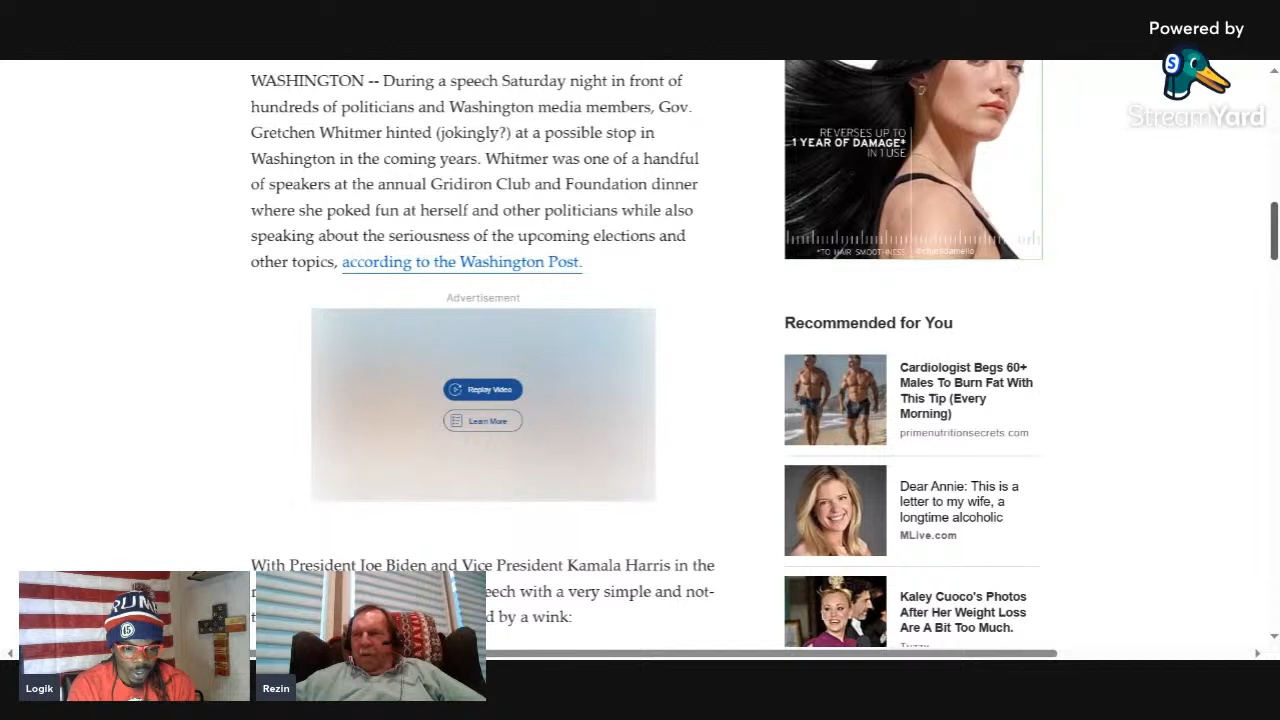 Powered by
StreamYard
WASHINGTON -- During a speech Saturday night in front of
hundreds of politicians and Washington media members, Gov.
Gretchen Whitmer hinted (jokingly?) at a possible stop in
Washington in the coming years. Whitmer was one of a handful
of speakers at the annual Gridiron Club and Foundation dinner
where she poked fun at herself and other politicians while also
speaking about the seriousness of the upcoming elections and
other topics, according to the Washington Post.
Advertisement
Replay Video
Learn More
With President Joe Biden and Vice President Kamala Harris in the
eech with a very simple and not-
d by a wink:
REVERSES UP TO
1 YEAR OF DAMAGE*
IN 1 USE
*TO HAIR SMOOTHNESS
@charlidamelio
Recommended for You
Cardiologist Begs 60+
Males To Burn Fat With
This Tip (Every
Morning)
primenutritionsecrets.com
Dear Annie: This is a
letter to my wife, a
longtime alcoholic
MLive.com
Kaley Cuoco's Photos
After Her Weight Loss
Are A Bit Too Much.
Logik
Rezin